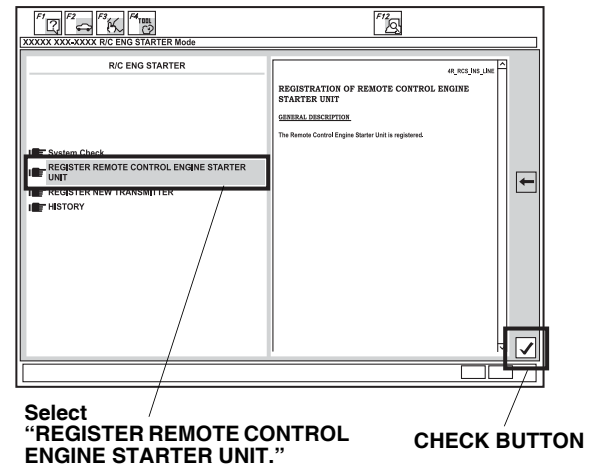 F1 F2 F3 F4 TOOL F12
XXXXX XXX-XXXX R/C ENG STARTER Mode
R/C ENG STARTER
System Check
REGISTER REMOTE CONTROL ENGINE STARTER
UNIT
REGISTER NEW TRANSMITTER
HISTORY
4R_RCS_INS_LINE
REGISTRATION OF REMOTE CONTROL ENGINE
STARTER UNIT
GENERAL DESCRIPTION
The Remote Control Engine Starter Unit is registered.
Select
“REGISTER REMOTE CONTROL
ENGINE STARTER UNIT.”
CHECK BUTTON